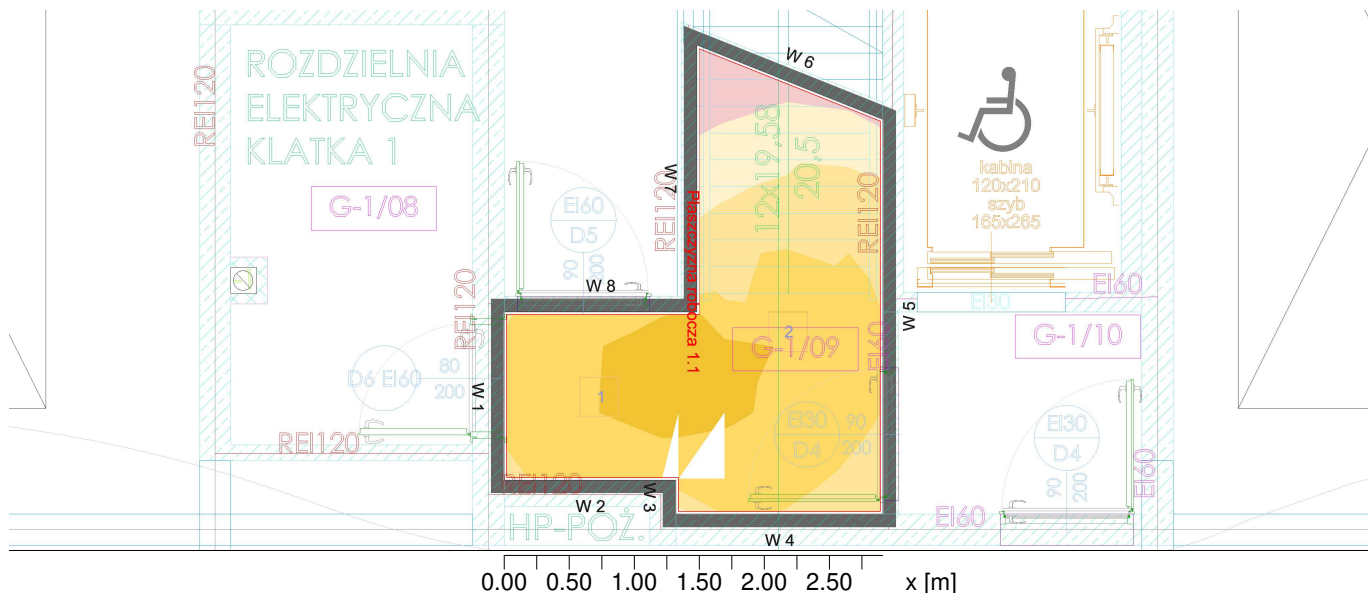 ROZDZIELNIA
ELEKTRYCZNA
KLATKA 1
REI120
G-1/08
REI120
REI120
D6 EI60
80
200
EI60
D5
90
200
W 8
W 7
REI120
W 6
12x19,58
20,5
REI120
Płaszczyzna robocza 1.1
kabina
120x210
szyb
165x265
EI30
EI60
G-1/10
W 5
EI60
2
G-1/09
1
W 1
EI30
D4
90
200
REI120
W 2
W 3
HP-POŻ.
W 4
EI60
EI30
D4
90
200
EI60
0.00 0.50 1.00 1.50 2.00 2.50 x [m]